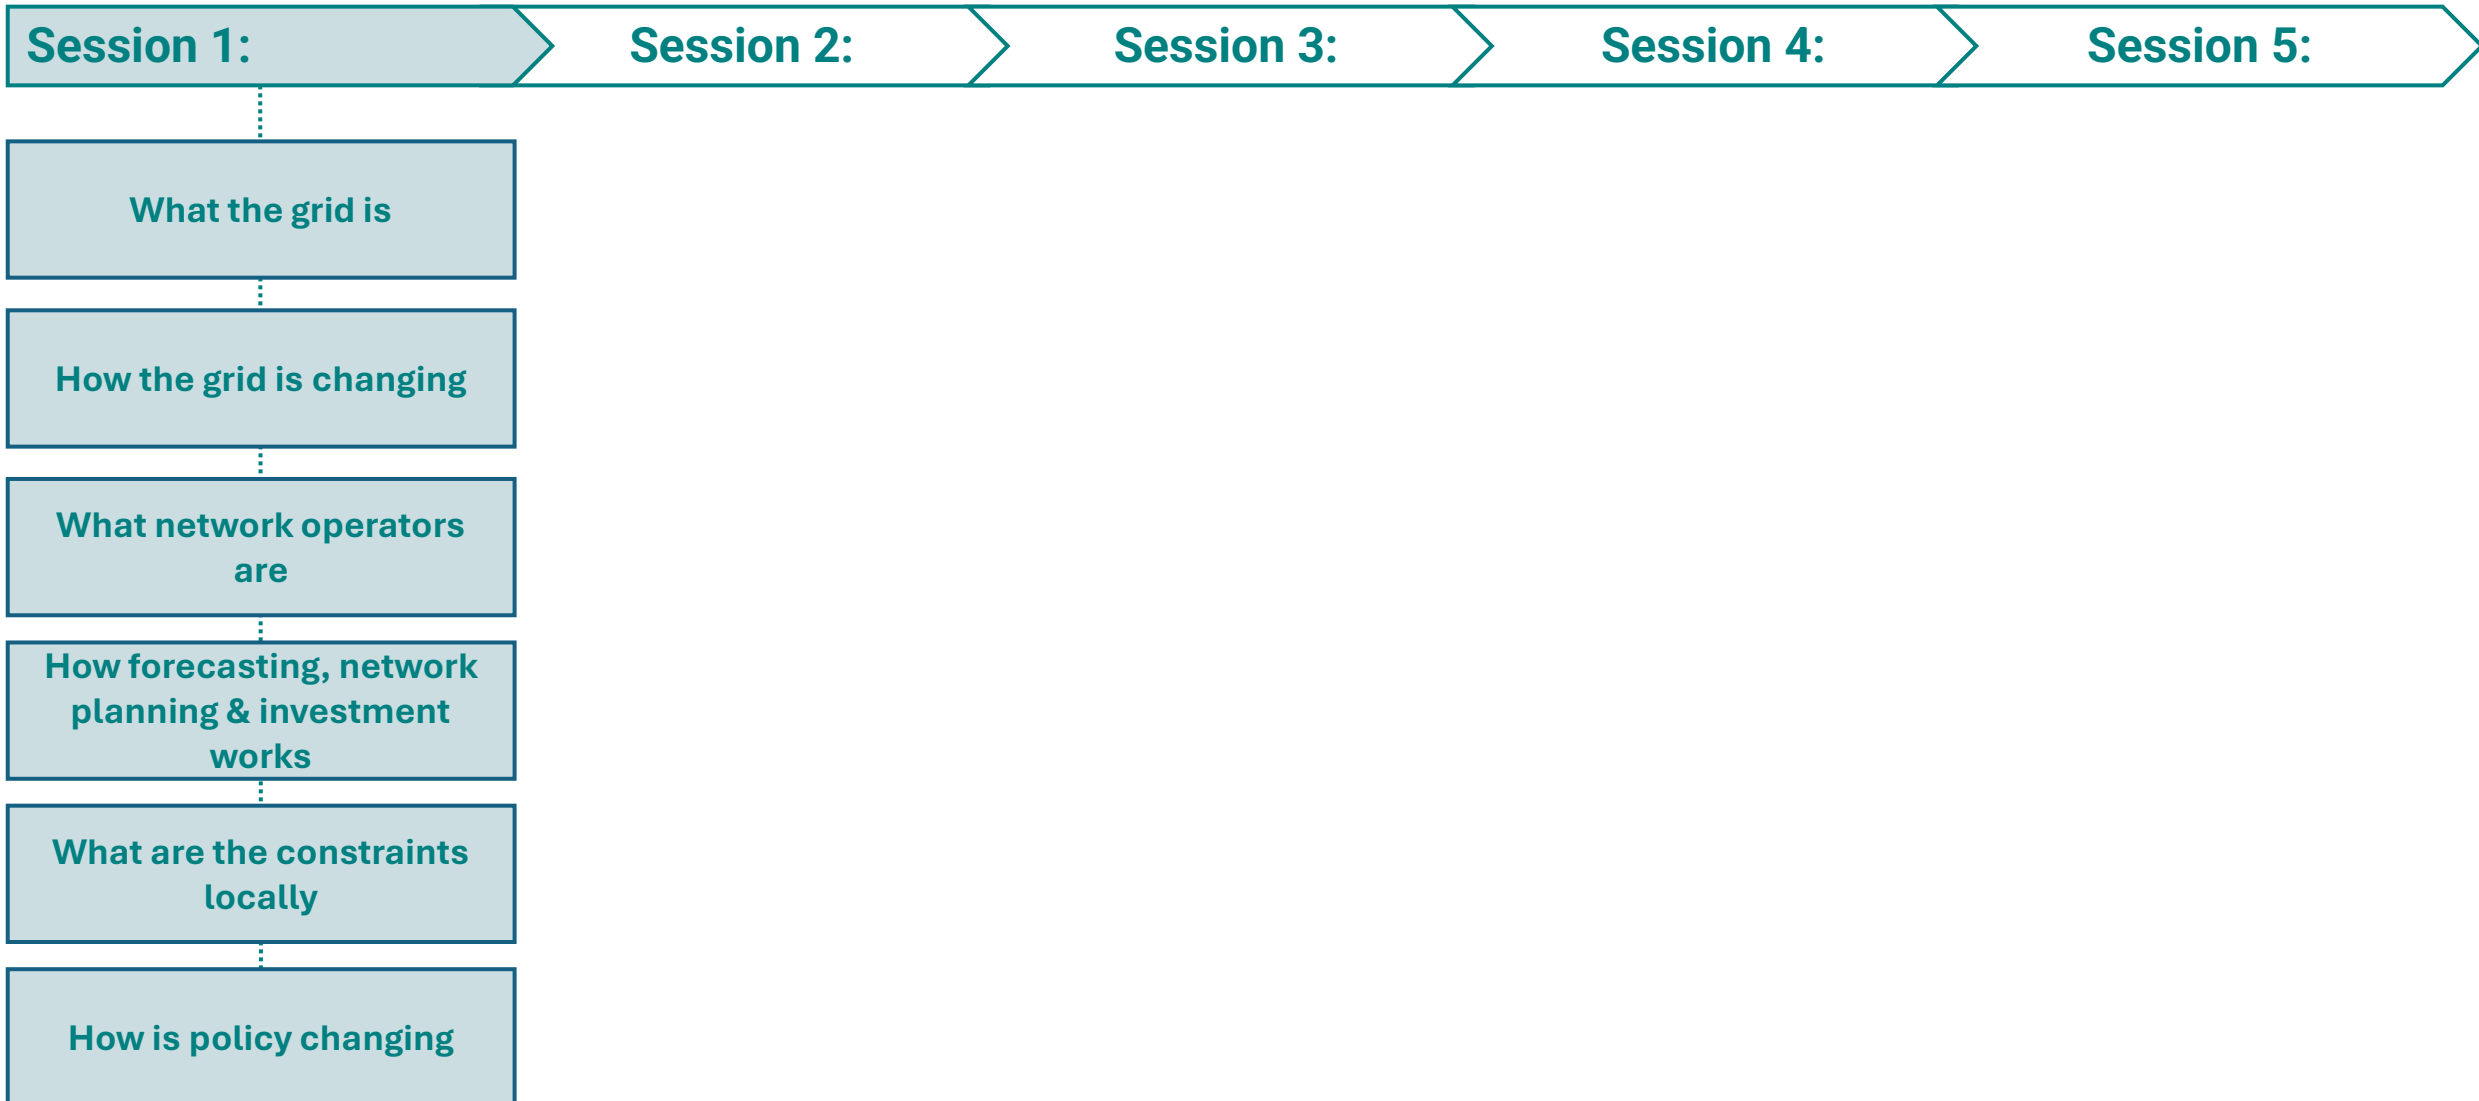 Session 1:
Session 2:
Session 3:
Session 4:
Session 5:
What the grid is
How the grid is changing
What network operators
are
How forecasting, network
planning & investment
works
What are the constraints
locally
How is policy changing